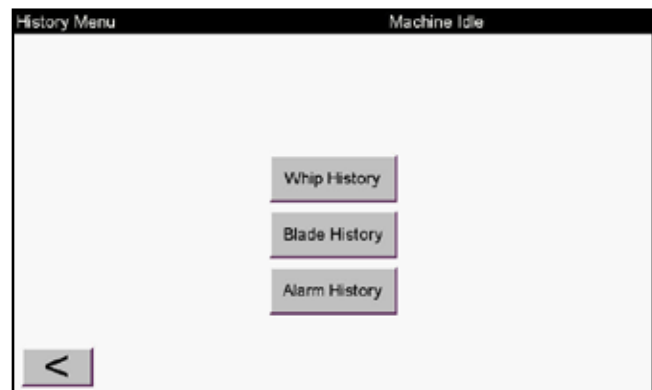 History Menu Machine Idle
Whip History
Blade History
Alarm History
<